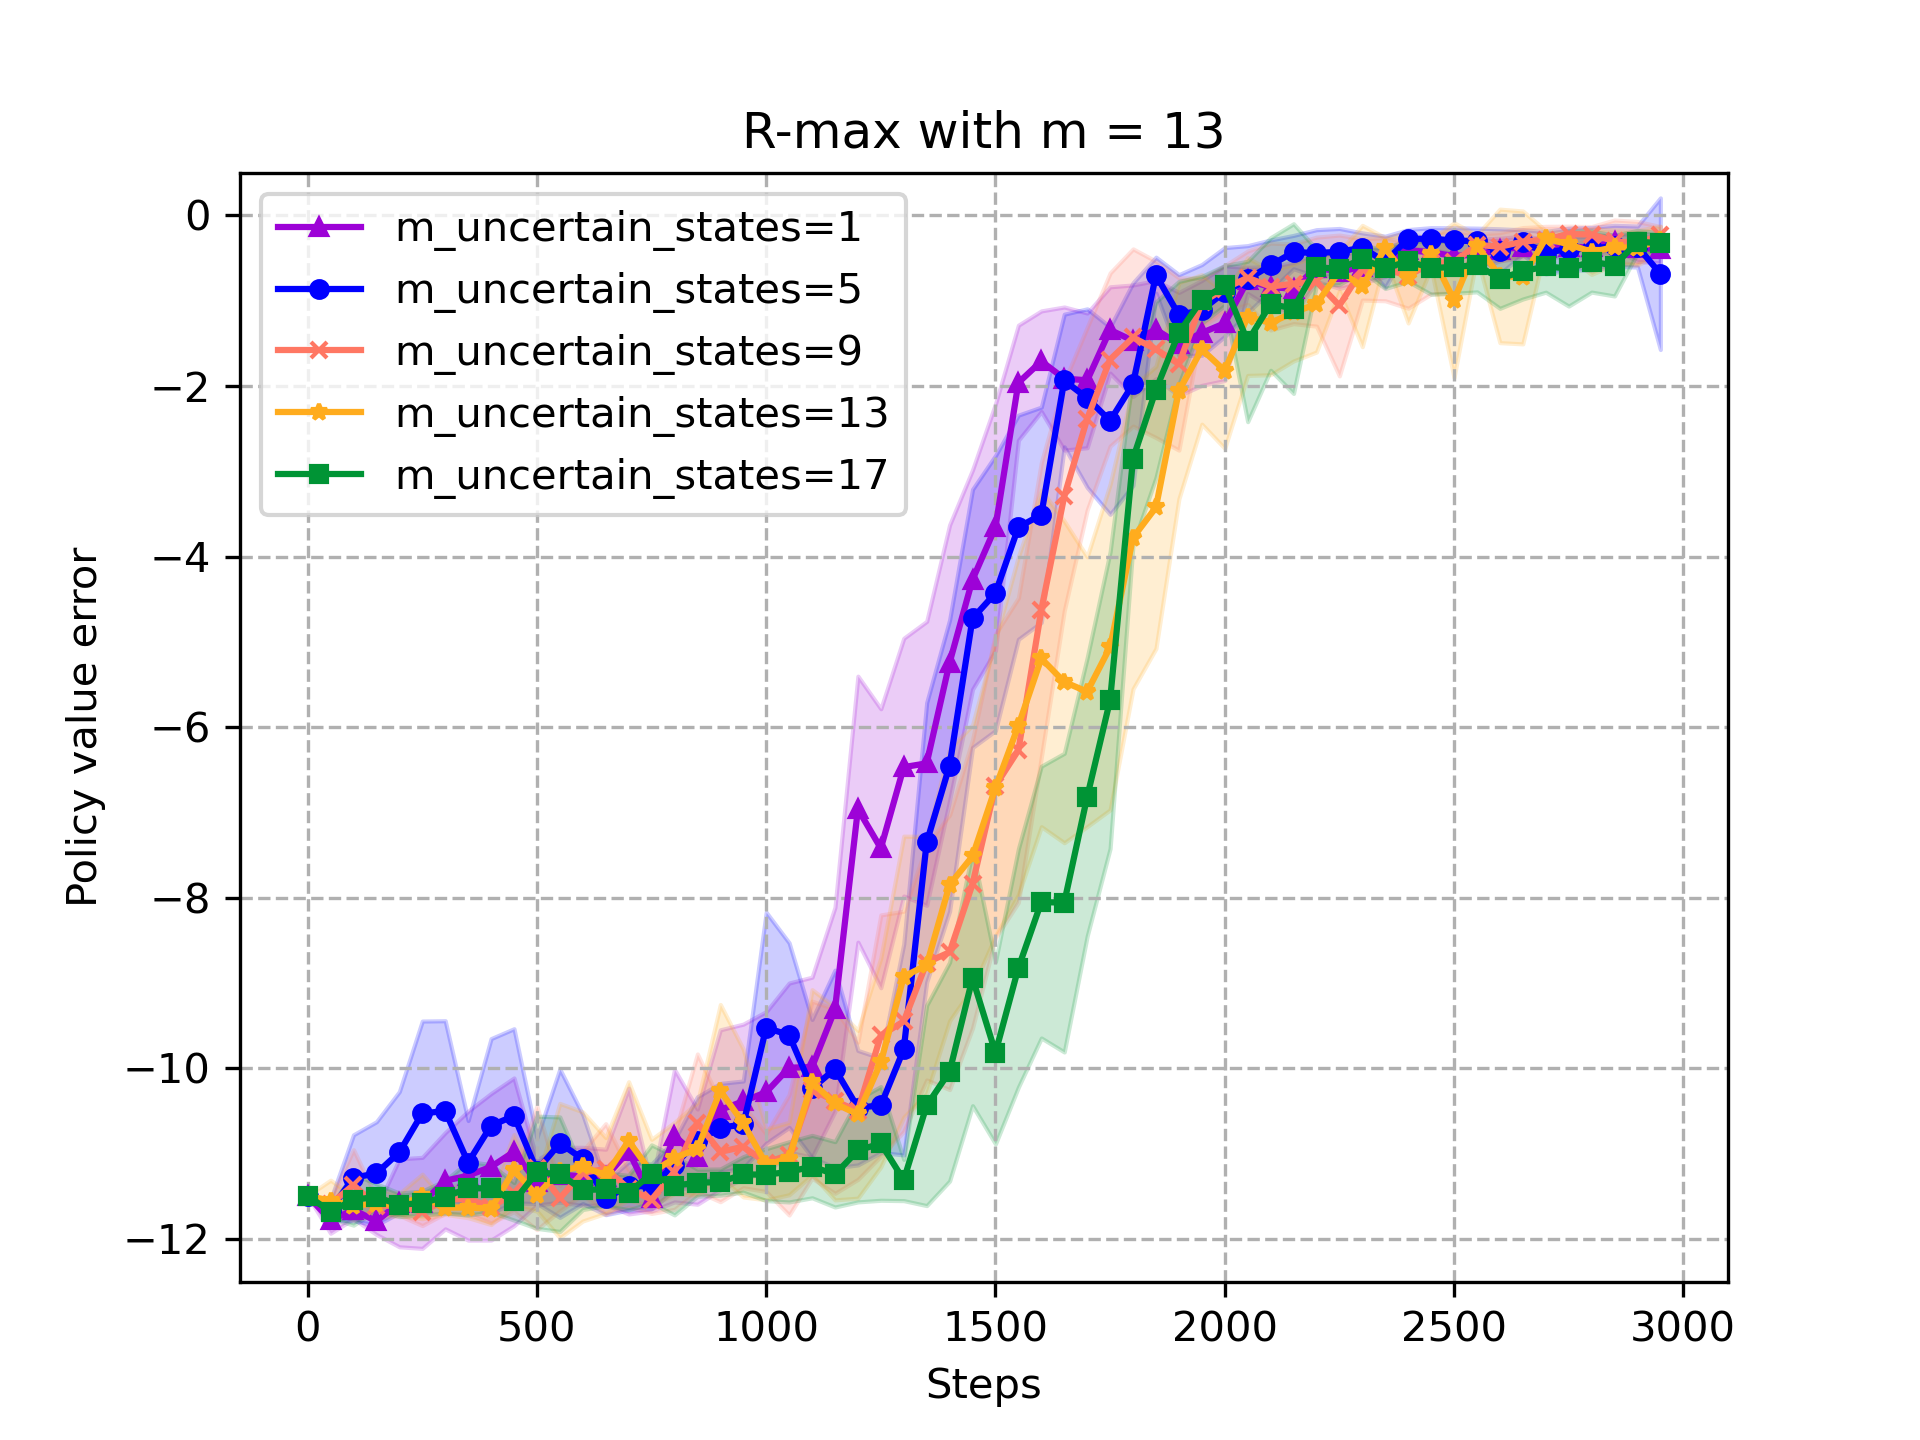 R-max with m = 13
m_uncertain_states=1
m_uncertain_states=5
m_uncertain_states=9
m_uncertain_states=13
m_uncertain_states=17
Policy value error
0
−2
−4
−6
−8
−10
−12
0 500 1000 1500 2000 2500 3000
Steps